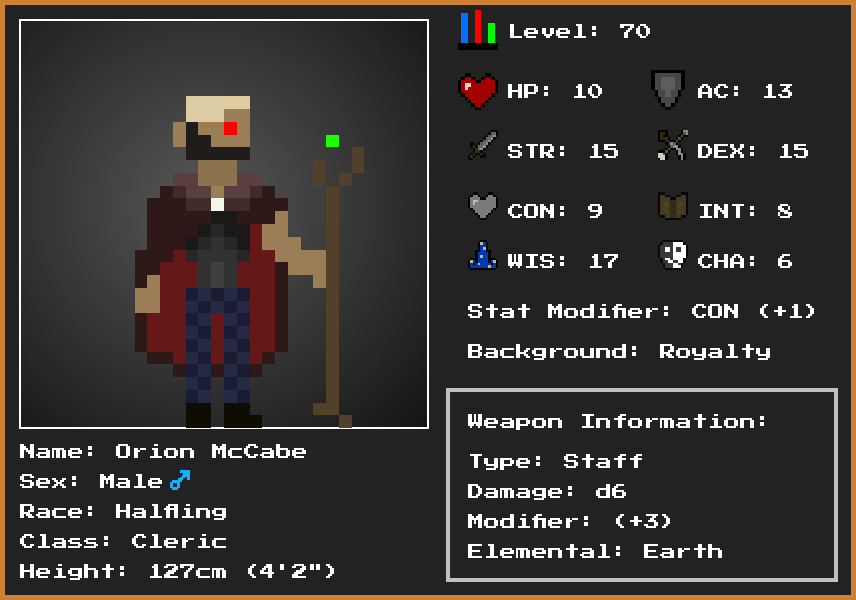 Level: 70
HP: 10 AC: 13
STR: 15 DEX: 15
CON: 9 INT: 8
WIS: 17 CHA: 6
Stat Modifier: CON (+1)
Background: Royalty
Weapon Information:
Type: Staff
Damage: d6
Modifier: (+3)
Elemental: Earth
Name: Orion McCabe
Sex: Male ♂
Race: Halfling
Class: Cleric
Height: 127cm (4'2")